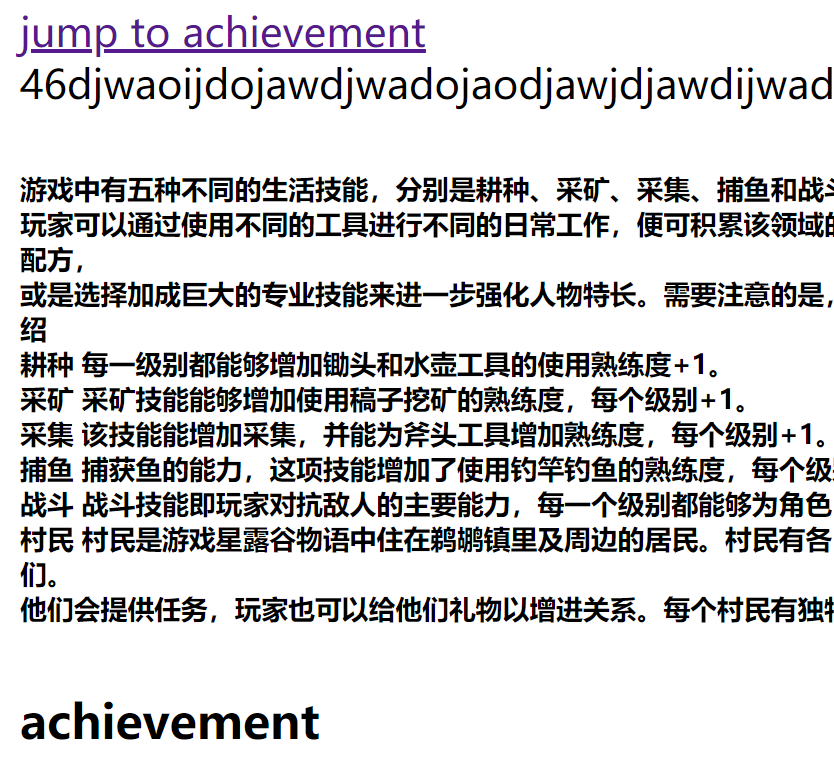 jump to achievement
46djwaoijdojawdjwadojaodjawjdjawdijwad
游戏中有五种不同的生活技能，分别是耕种、采矿、采集、捕鱼和战斗
玩家可以通过使用不同的工具进行不同的日常工作，便可积累该领域的
配方，
或是选择加成巨大的专业技能来进一步强化人物特长。需要注意的是，
绍
耕种 每一级别都能够增加锄头和水壶工具的使用熟练度+1。
采矿 采矿技能能够增加使用稿子挖矿的熟练度，每个级别+1。
采集 该技能能增加采集，并能为斧头工具增加熟练度，每个级别+1。
捕鱼 捕获鱼的能力，这项技能增加了使用钓竿钓鱼的熟练度，每个级别
战斗 战斗技能即玩家对抗敌人的主要能力，每一个级别都能够为角色
村民 村民是游戏星露谷物语中住在鹈鹕镇里及周边的居民。村民有各
们。
他们会提供任务，玩家也可以给他们礼物以增进关系。每个村民有独特
achievement